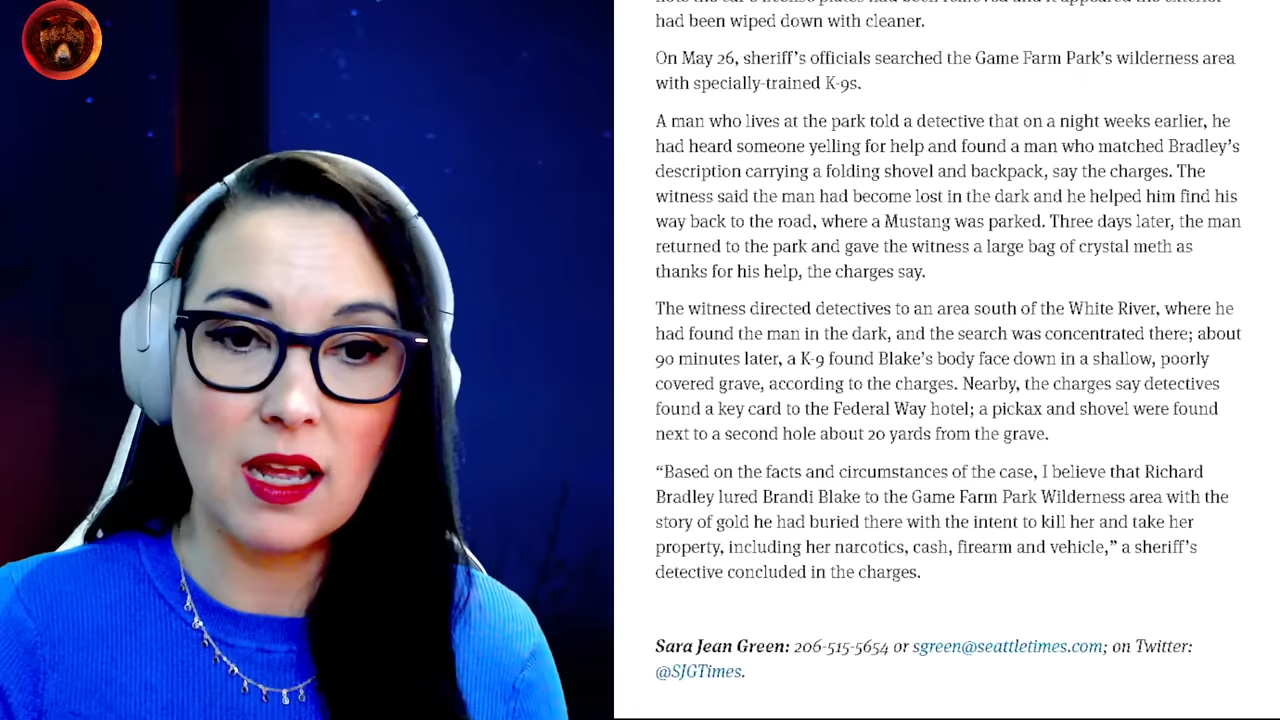 had been wiped down with cleaner.
On May 26, sheriff's officials searched the Game Farm Park's wilderness area
with specially-trained K-9s.
A man who lives at the park told a detective that on a night weeks earlier, he
had heard someone yelling for help and found a man who matched Bradley's
description carrying a folding shovel and backpack, say the charges. The
witness said the man had become lost in the dark and he helped him find his
way back to the road, where a Mustang was parked. Three days later, the man
returned to the park and gave the witness a large bag of crystal meth as
thanks for his help, the charges say.
The witness directed detectives to an area south of the White River, where he
had found the man in the dark, and the search was concentrated there; about
90 minutes later, a K-9 found Blake's body face down in a shallow, poorly
covered grave, according to the charges. Nearby, the charges say detectives
found a key card to the Federal Way hotel; a pickax and shovel were found
next to a second hole about 20 yards from the grave.
“Based on the facts and circumstances of the case, I believe that Richard
Bradley lured Brandi Blake to the Game Farm Park Wilderness area with the
story of gold he had buried there with the intent to kill her and take her
property, including her narcotics, cash, firearm and vehicle,” a sheriff's
detective concluded in the charges.
Sara Jean Green: 206-515-5654 or sgreen@seattletimes.com; on Twitter:
@SJGTimes.